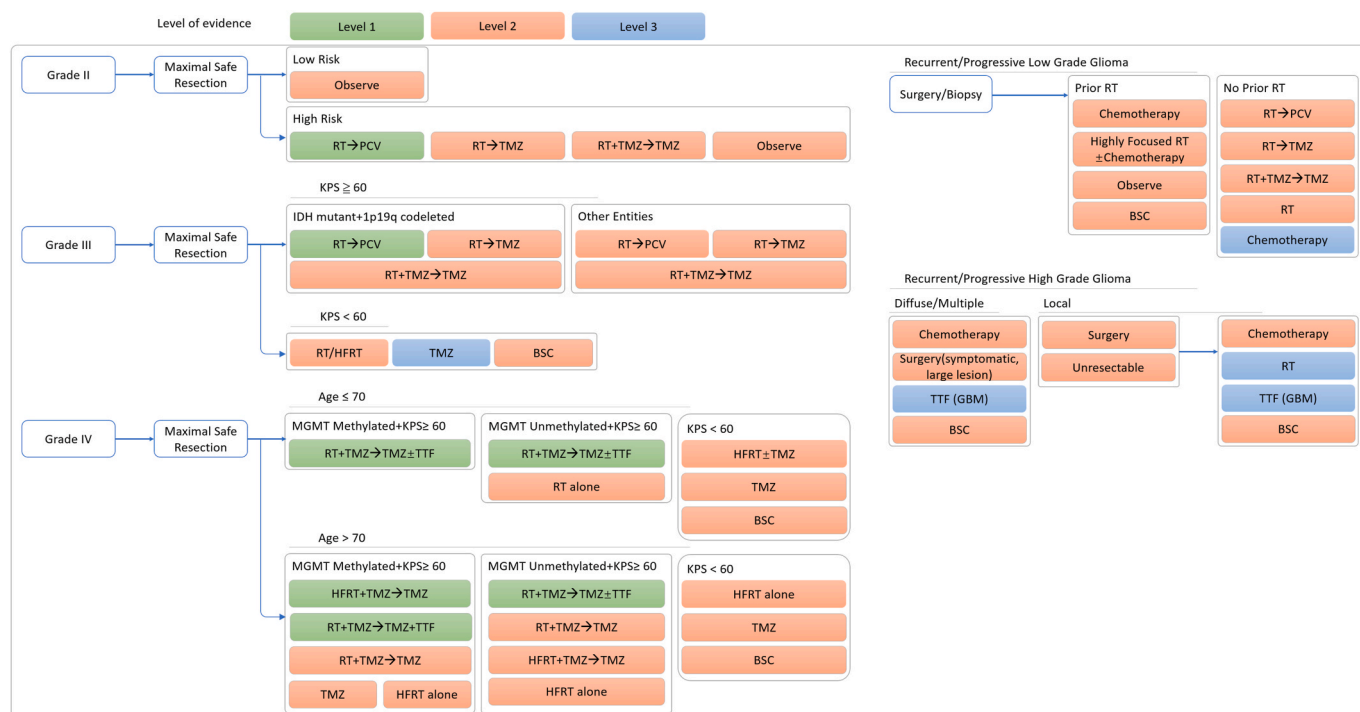 Level of evidence
Level 1
Level 2
Level 3
Grade II
Maximal Safe
Resection
Low Risk
Observe
High Risk
RT→PCV
RT→TMZ
RT+TMZ→TMZ
Observe
KPS ≧ 60
Grade III
Maximal Safe
Resection
IDH mutant+1p19q codeleted
RT→PCV
RT→TMZ
RT+TMZ→TMZ
Other Entities
RT→PCV
RT→TMZ
RT+TMZ→TMZ
KPS < 60
RT/HFRT
TMZ
BSC
Age ≤ 70
Grade IV
Maximal Safe
Resection
MGMT Methylated+KPS≥ 60
RT+TMZ→TMZ±TTF
MGMT Unmethylated+KPS≥ 60
RT+TMZ→TMZ±TTF
RT alone
KPS < 60
HFRT±TMZ
TMZ
BSC
Age > 70
MGMT Methylated+KPS≥ 60
HFRT+TMZ→TMZ
RT+TMZ→TMZ+TTF
RT+TMZ→TMZ
TMZ
HFRT alone
MGMT Unmethylated+KPS≥ 60
RT+TMZ→TMZ±TTF
RT+TMZ→TMZ
HFRT+TMZ→TMZ
HFRT alone
KPS < 60
HFRT alone
TMZ
BSC
Recurrent/Progressive Low Grade Glioma
Surgery/Biopsy
Prior RT
Chemotherapy
Highly Focused RT
±Chemotherapy
Observe
BSC
No Prior RT
RT→PCV
RT→TMZ
RT+TMZ→TMZ
RT
Chemotherapy
Recurrent/Progressive High Grade Glioma
Diffuse/Multiple
Chemotherapy
Surgery(symptomatic,
large lesion)
TTF (GBM)
BSC
Local
Surgery
Unresectable
Chemotherapy
RT
TTF (GBM)
BSC